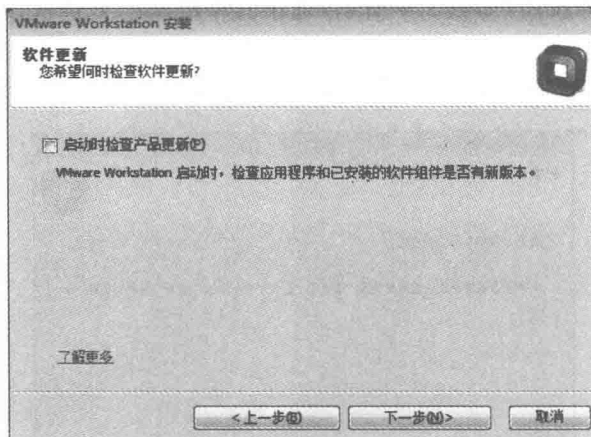 VMware Workstation 安装
软件更新
您希望何时检查软件更新?
启动时检查产品更新(P)
VMware Workstation 启动时，检查应用程序和已安装的软件组件是否有新版本。
了解更多
<上一步(B) 下一步(N)> 取消